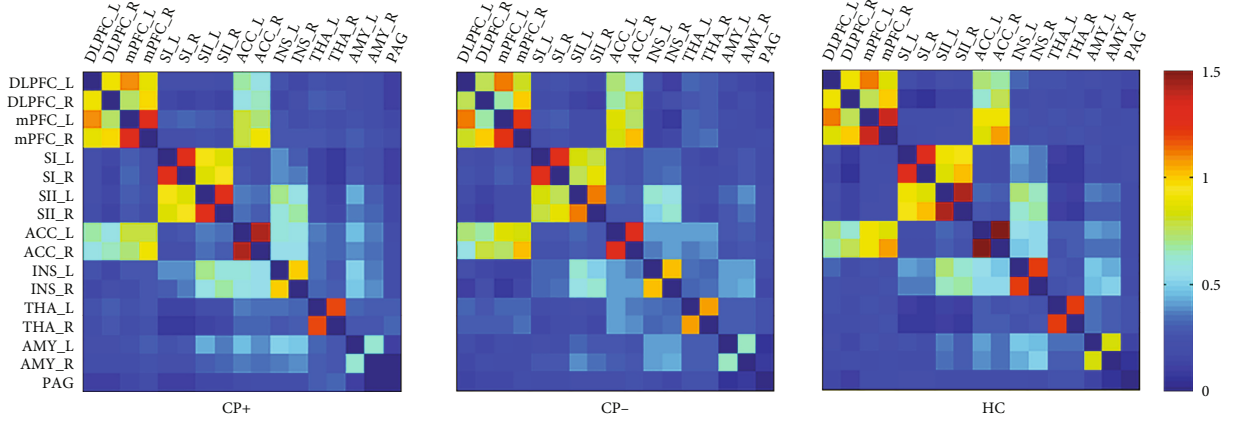 DLPFC_L DLPFC_R mPFC_L mPFC_R SI_L SI_R SII_L SII_R ACC_L ACC_R INS_L INS_R THA_L THA_R AMY_L AMY_R PAG
DLPFC_L DLPFC_R mPFC_L mPFC_R SI_L SI_R SII_L SII_R ACC_L ACC_R INS_L INS_R THA_L THA_R AMY_L AMY_R PAG
DLPFC_L DLPFC_R mPFC_L mPFC_R SI_L SI_R SII_L SII_R ACC_L ACC_R INS_L INS_R THA_L THA_R AMY_L AMY_R PAG
DLPFC_L
DLPFC_R
mPFC_L
mPFC_R
SI_L
SI_R
SII_L
SII_R
ACC_L
ACC_R
INS_L
INS_R
THA_L
THA_R
AMY_L
AMY_R
PAG
CP+
CP–
HC
1.5
1
0.5
0